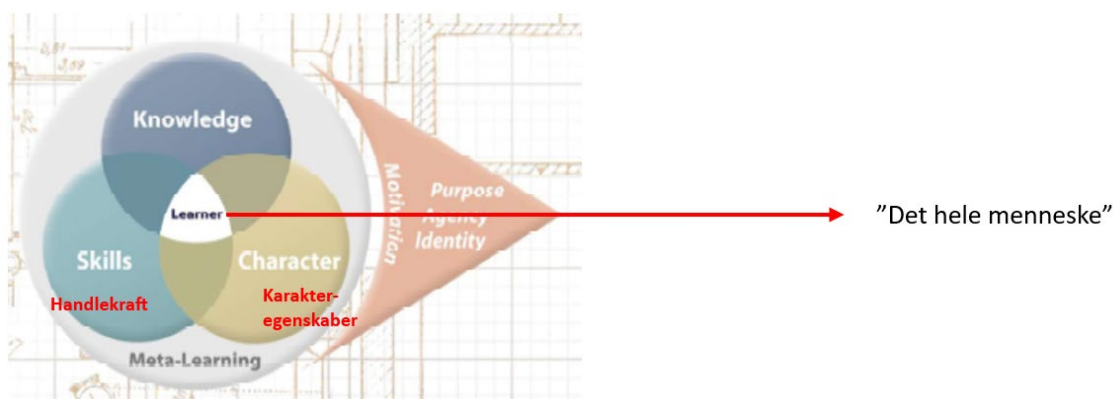 Knowledge
Motivation
Purpose
Agency
Identity
Learner
"Det hele menneske"
Skills
Character
Handlekraft
Karakter-
egenskaber
Meta-Learning